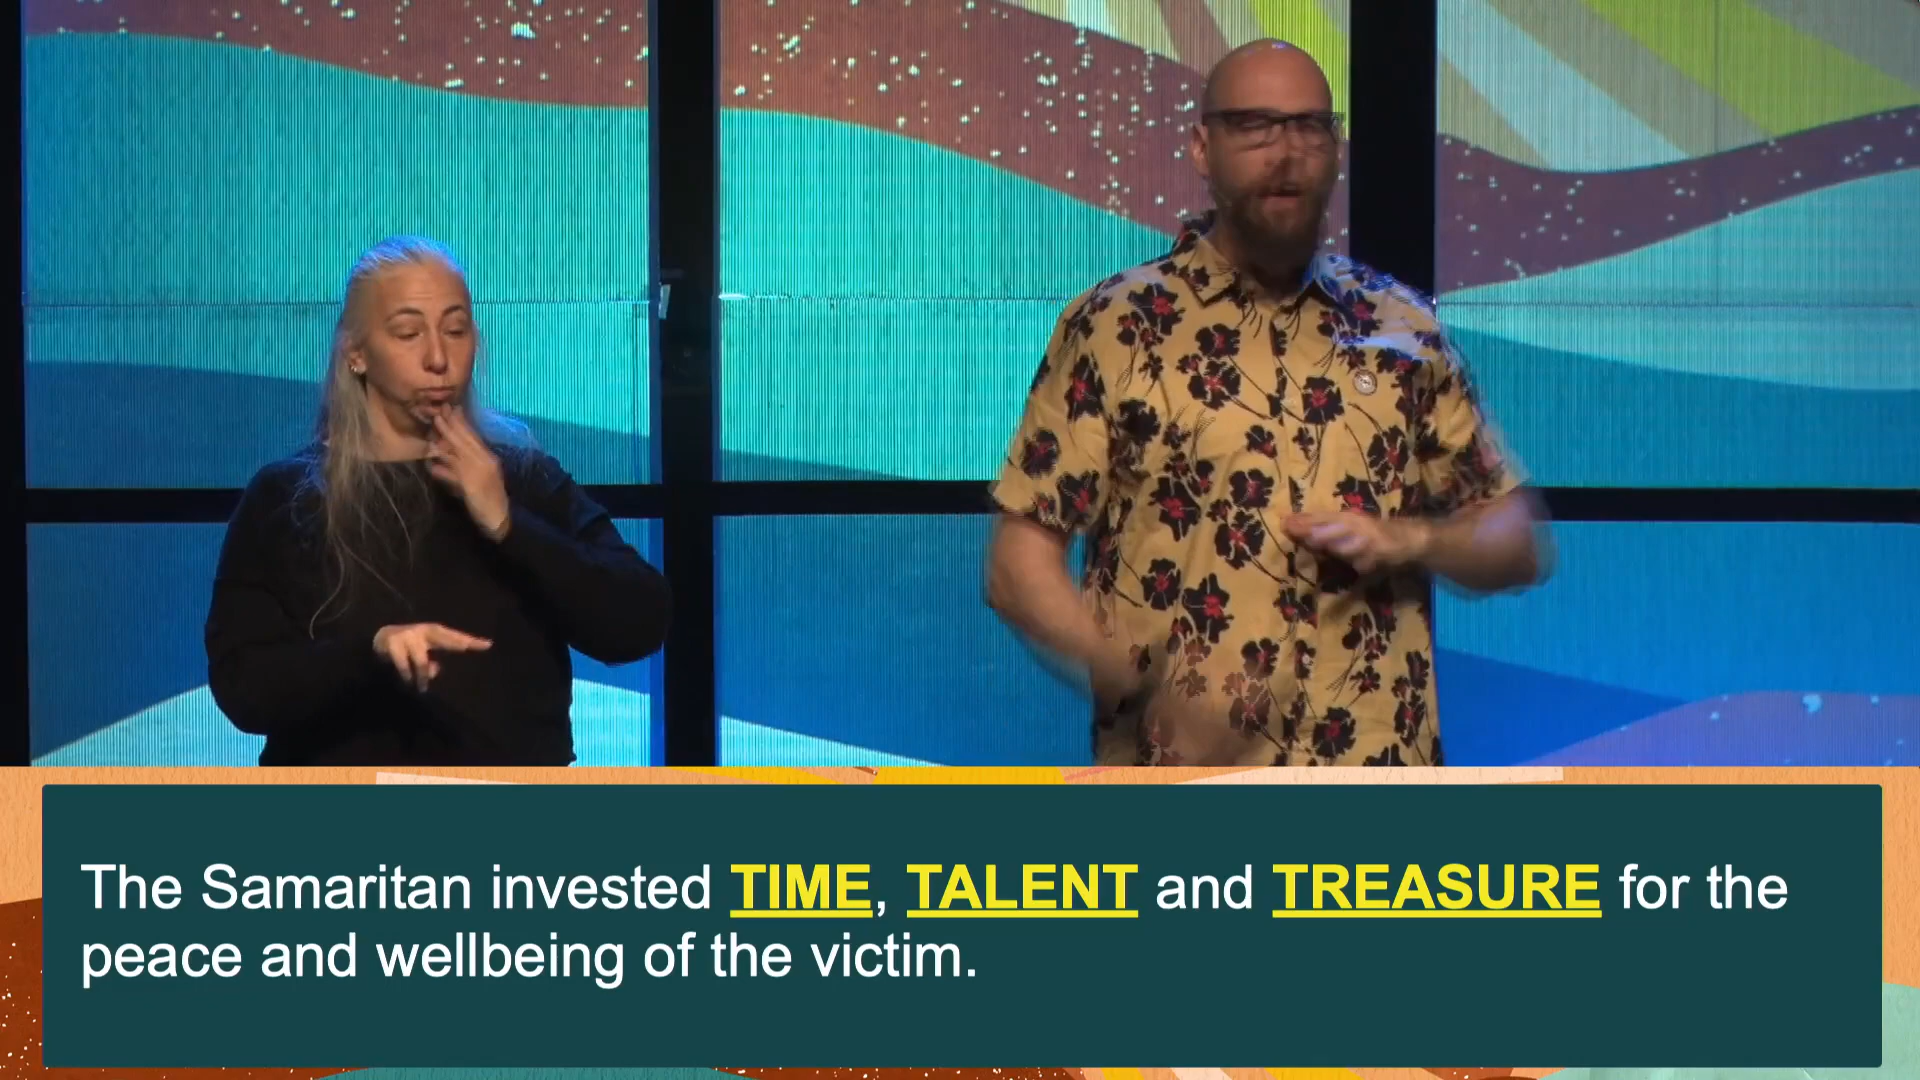 The Samaritan invested TIME, TALENT and TREASURE for the
peace and wellbeing of the victim.